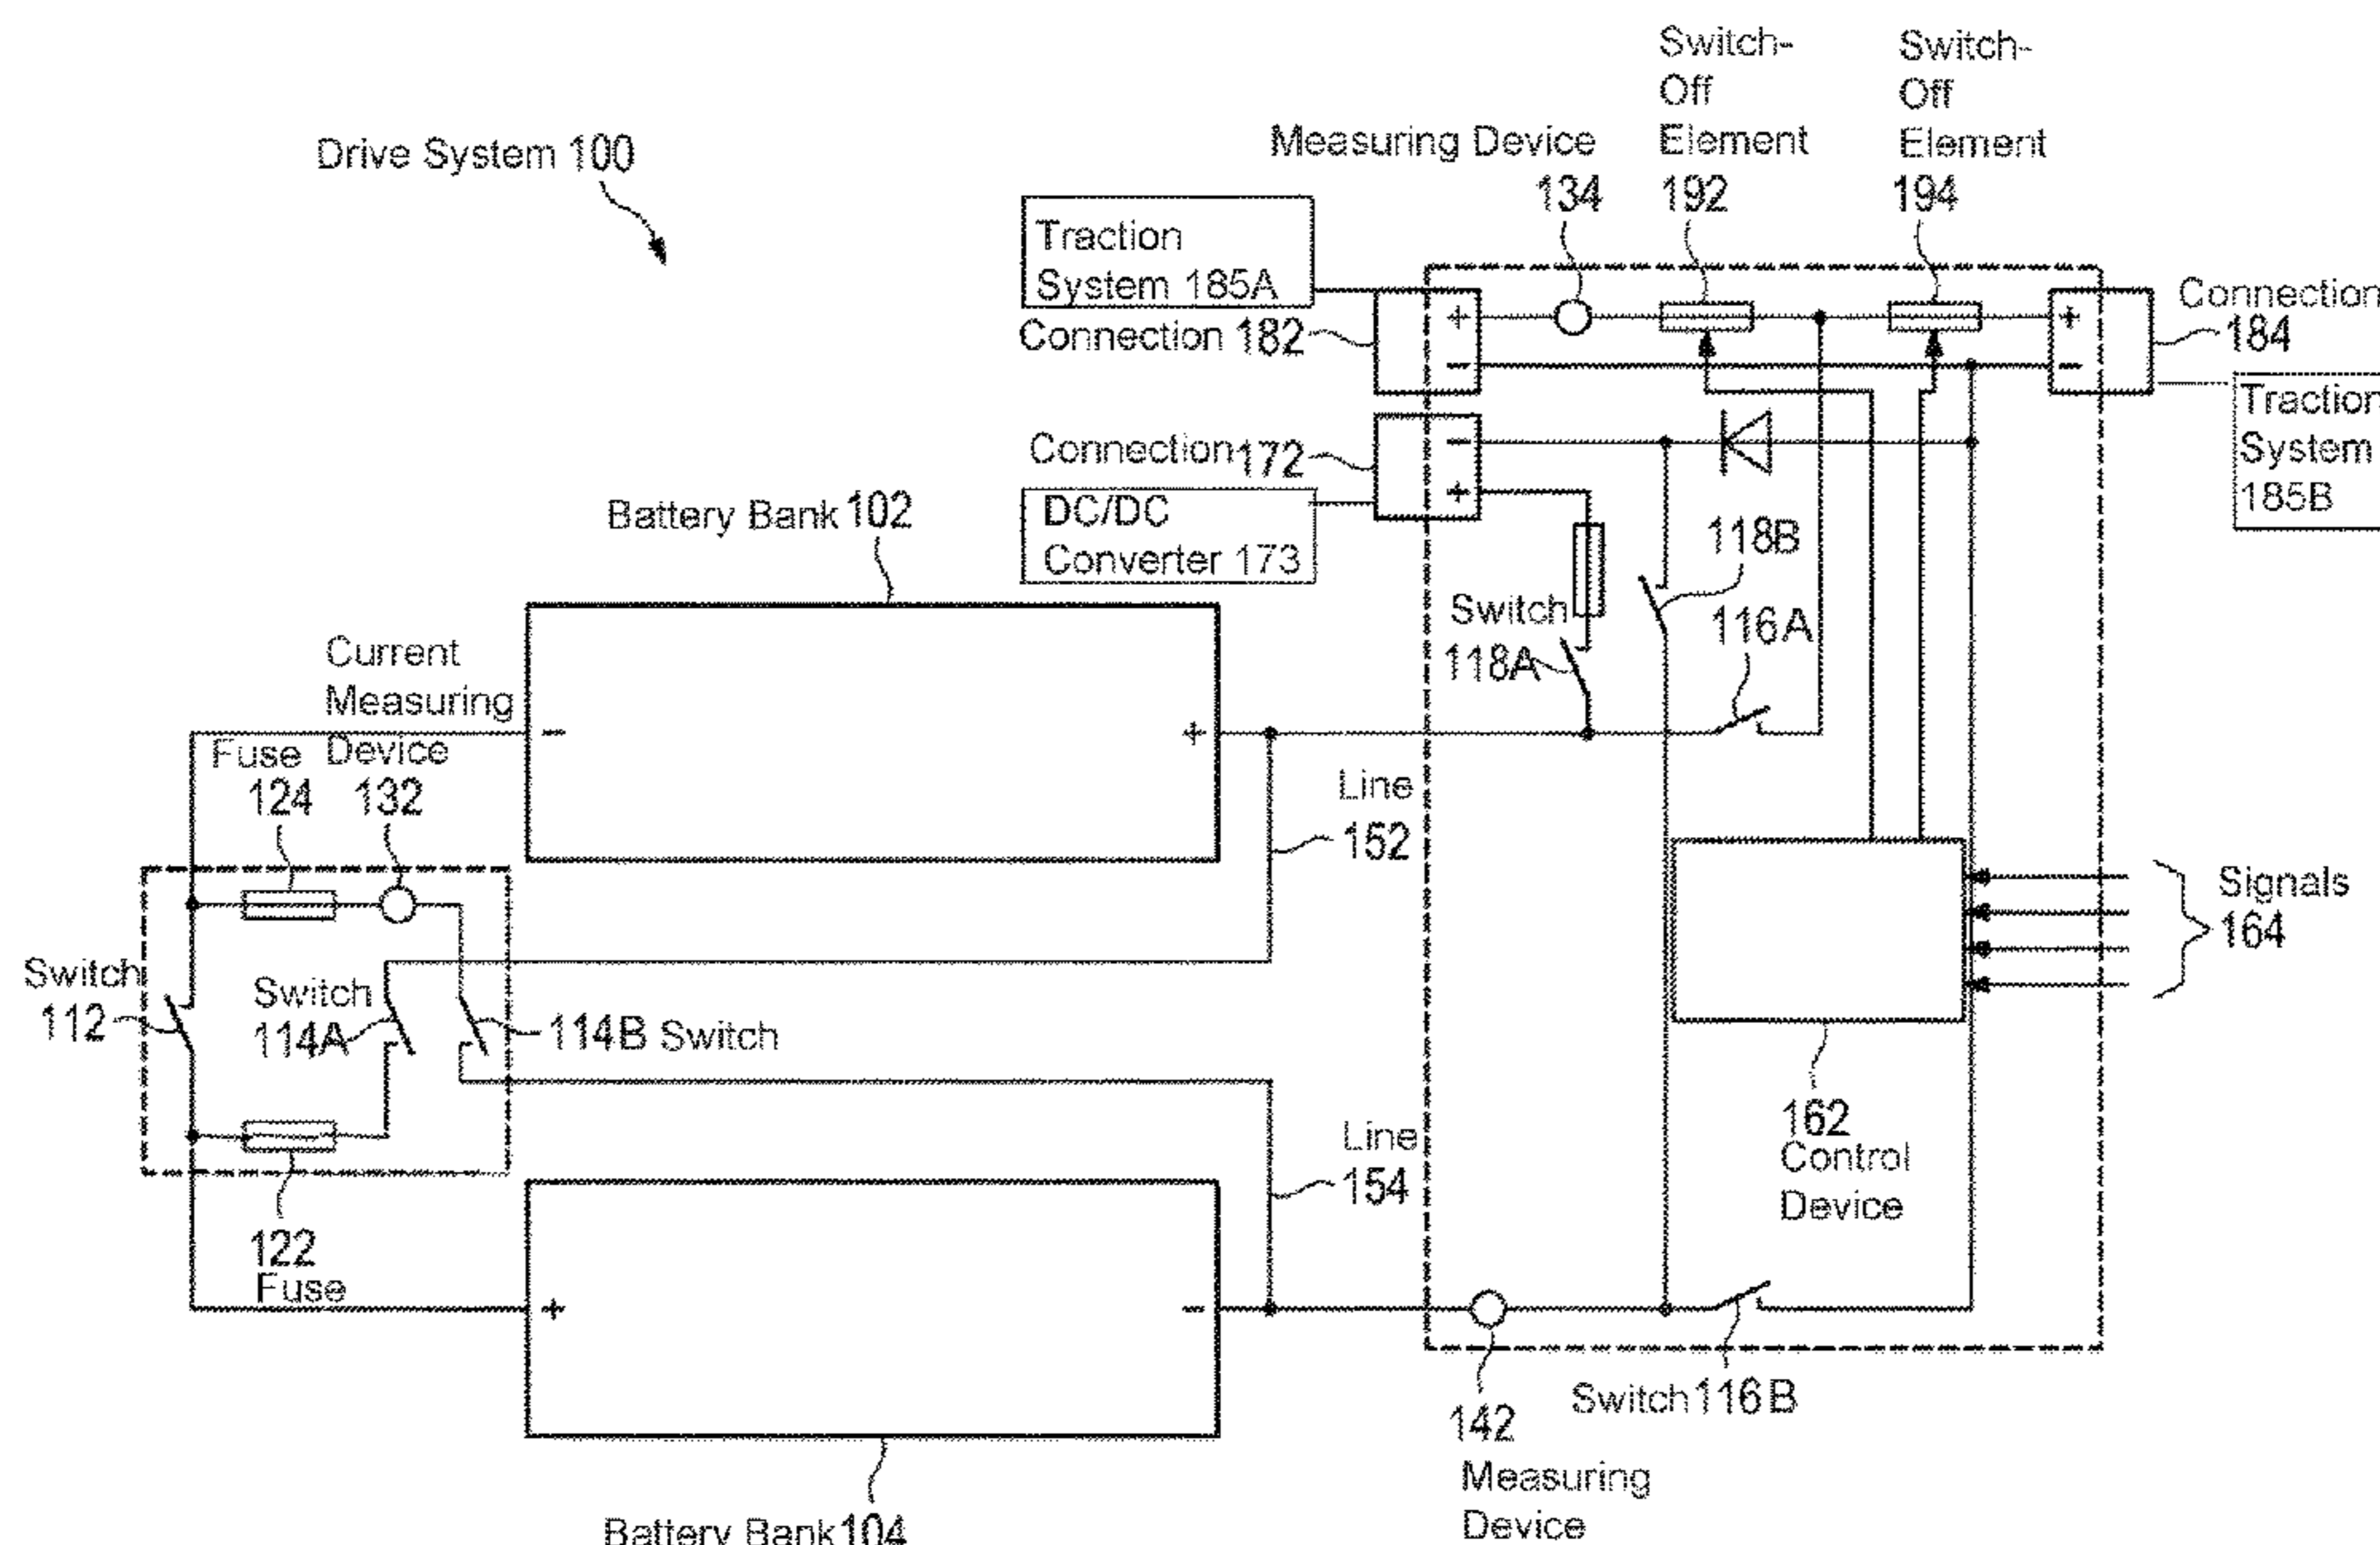 Drive System 100
Measuring Device
134
Switch-
Off
Element
192
Switch-
Off
Element
194
Traction
System 185A
Connection 182
Connection
184
Traction
System
185B
Connection 172
DC/DC
Converter 173
+
-
+
-
-
+
Battery Bank 102
118B
Switch
118A
116A
Current
Measuring
Device
132
Fuse
124
-
+
Line
152
Signals
164
Switch
112
Switch
114A
114B Switch
162
Control
Device
Line
154
122
Fuse
+
-
Switch 116B
142
Measuring
Device
Battery Bank 104